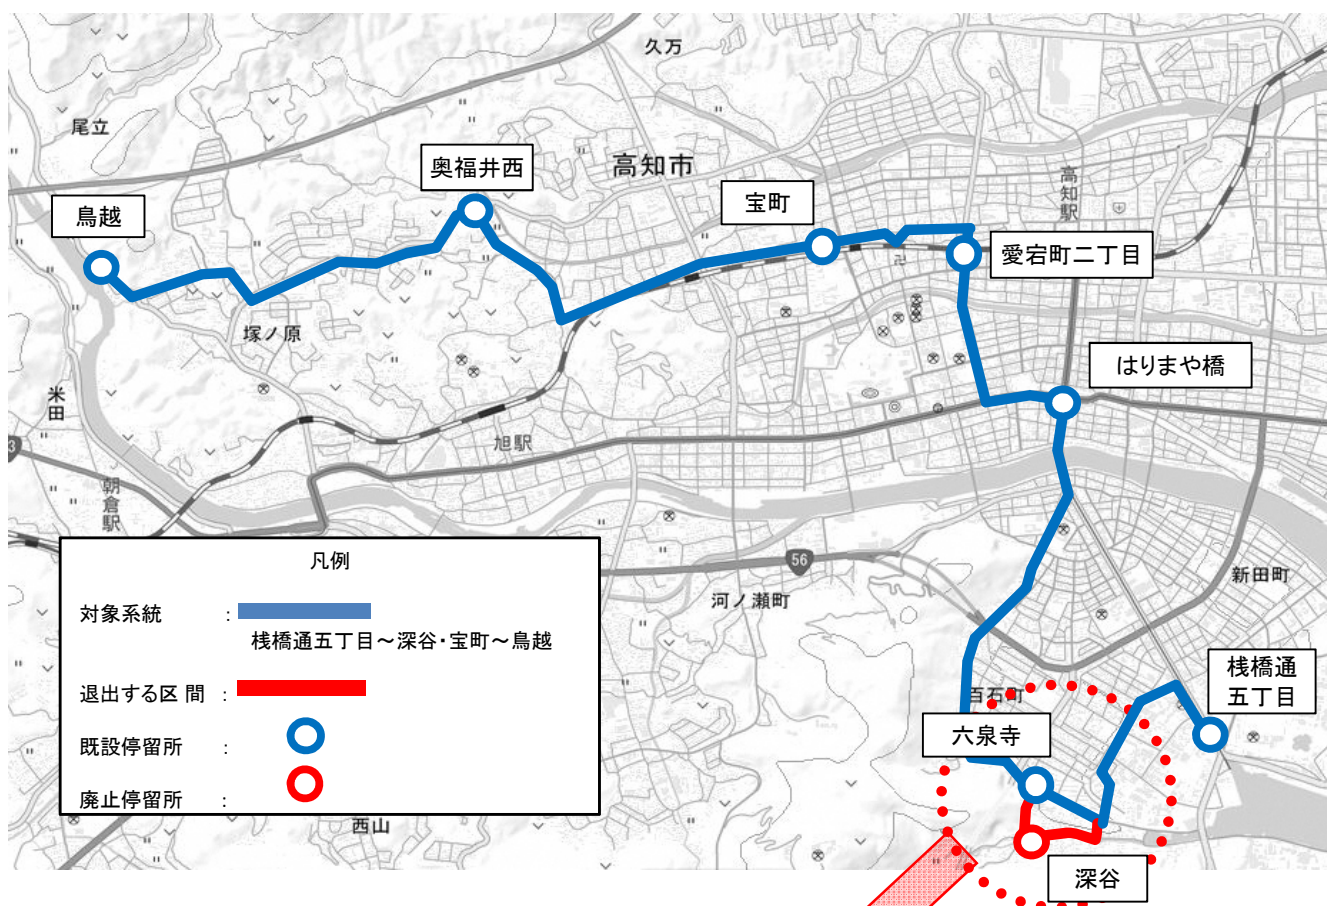 久万
尾立
奥福井西
高知市
高知駅
宝町
鳥越
愛宕町二丁目
塚ノ原
はりまや橋
米田
旭駅
3
朝倉駅
凡例
56
新田町
対象系統 :
河ノ瀬町
桟橋通五丁目～深谷・宝町～鳥越
桟橋通
五丁目
退出する区 間 :
百石町
六泉寺
既設停留所 :
廃止停留所 :
西山
深谷